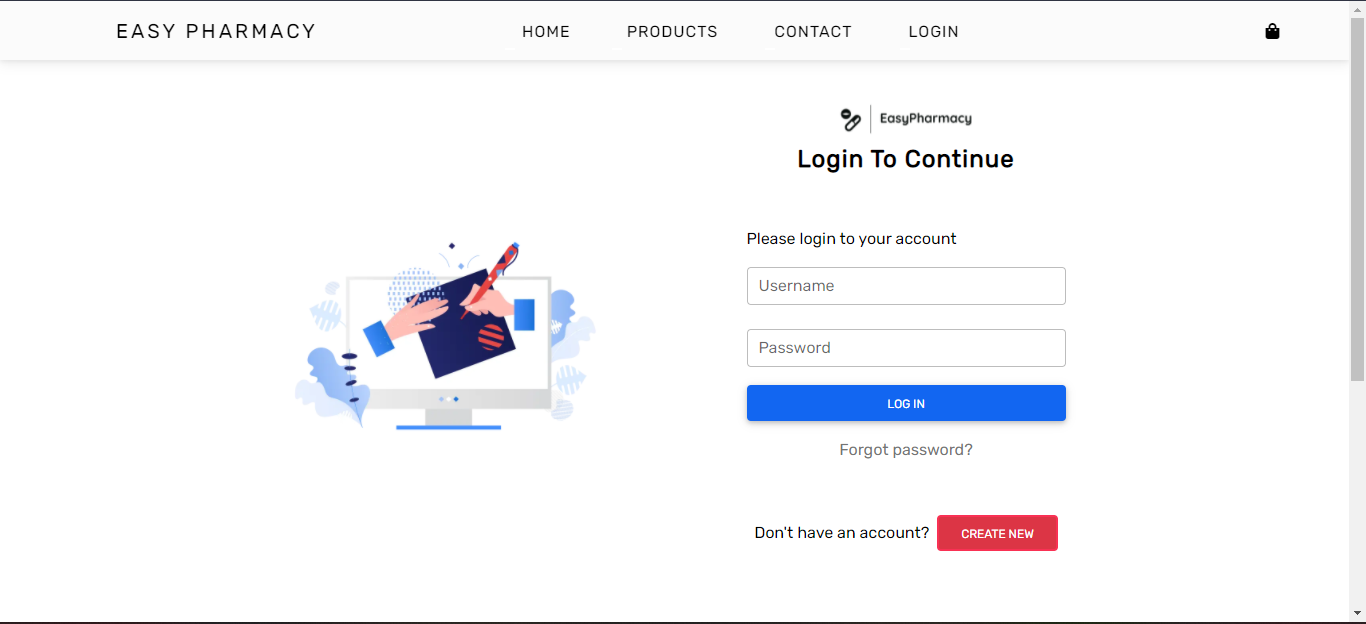 EASY PHARMACY HOME PRODUCTS CONTACT LOGIN
EasyPharmacy
Login To Continue
Please login to your account
Username
Password
LOG IN
Forgot password?
Don't have an account? CREATE NEW